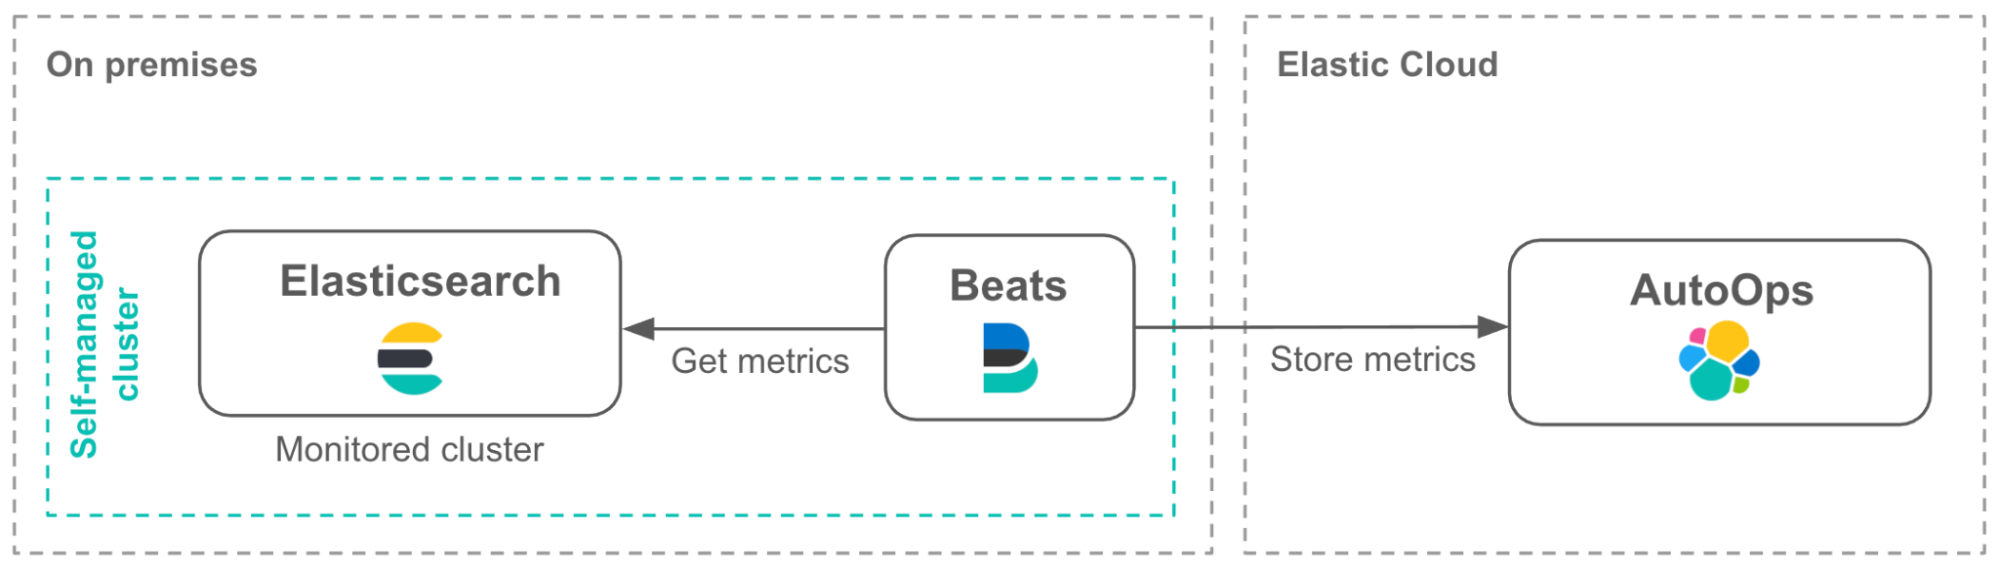 On premises
Elastic Cloud
Self-managed
cluster
Elasticsearch
Monitored cluster
Get metrics
Beats
Store metrics
AutoOps